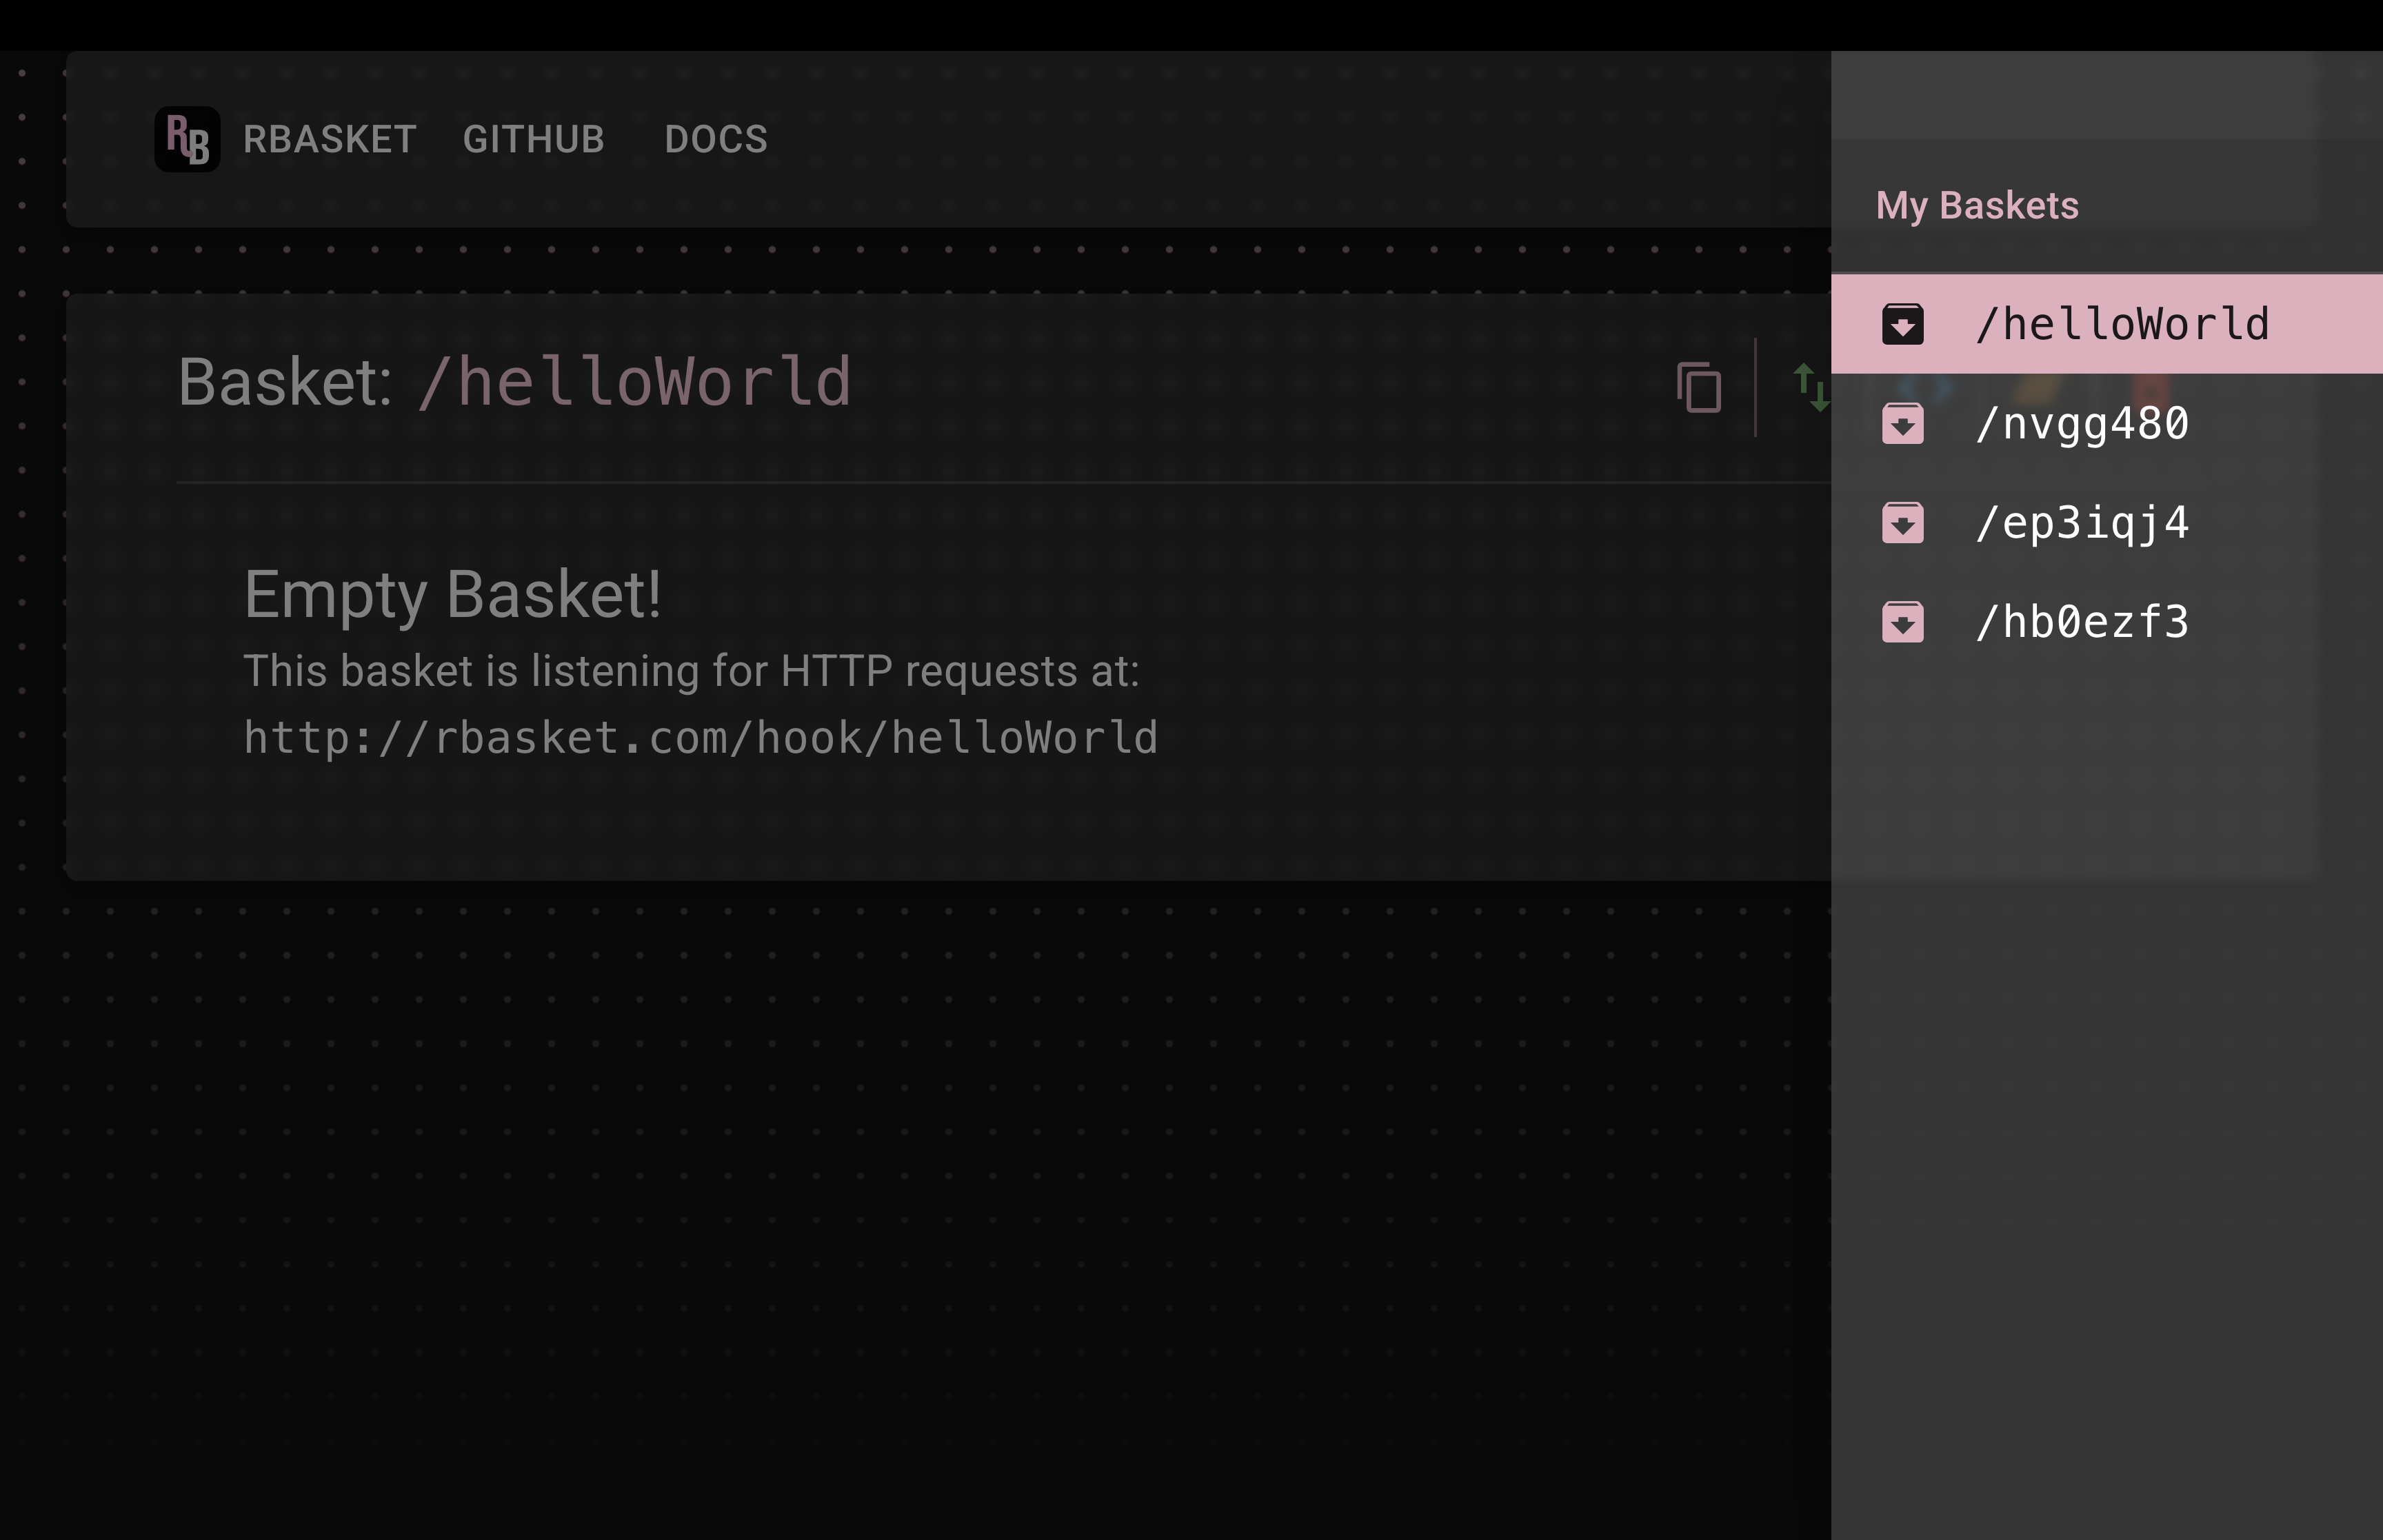 RB
RBASKET GITHUB DOCS
Basket: /helloWorld
Empty Basket!
This basket is listening for HTTP requests at:
http://rbasket.com/hook/helloWorld
My Baskets
/helloWorld
/nvgg480
/ep3iqj4
/hb0ezf3